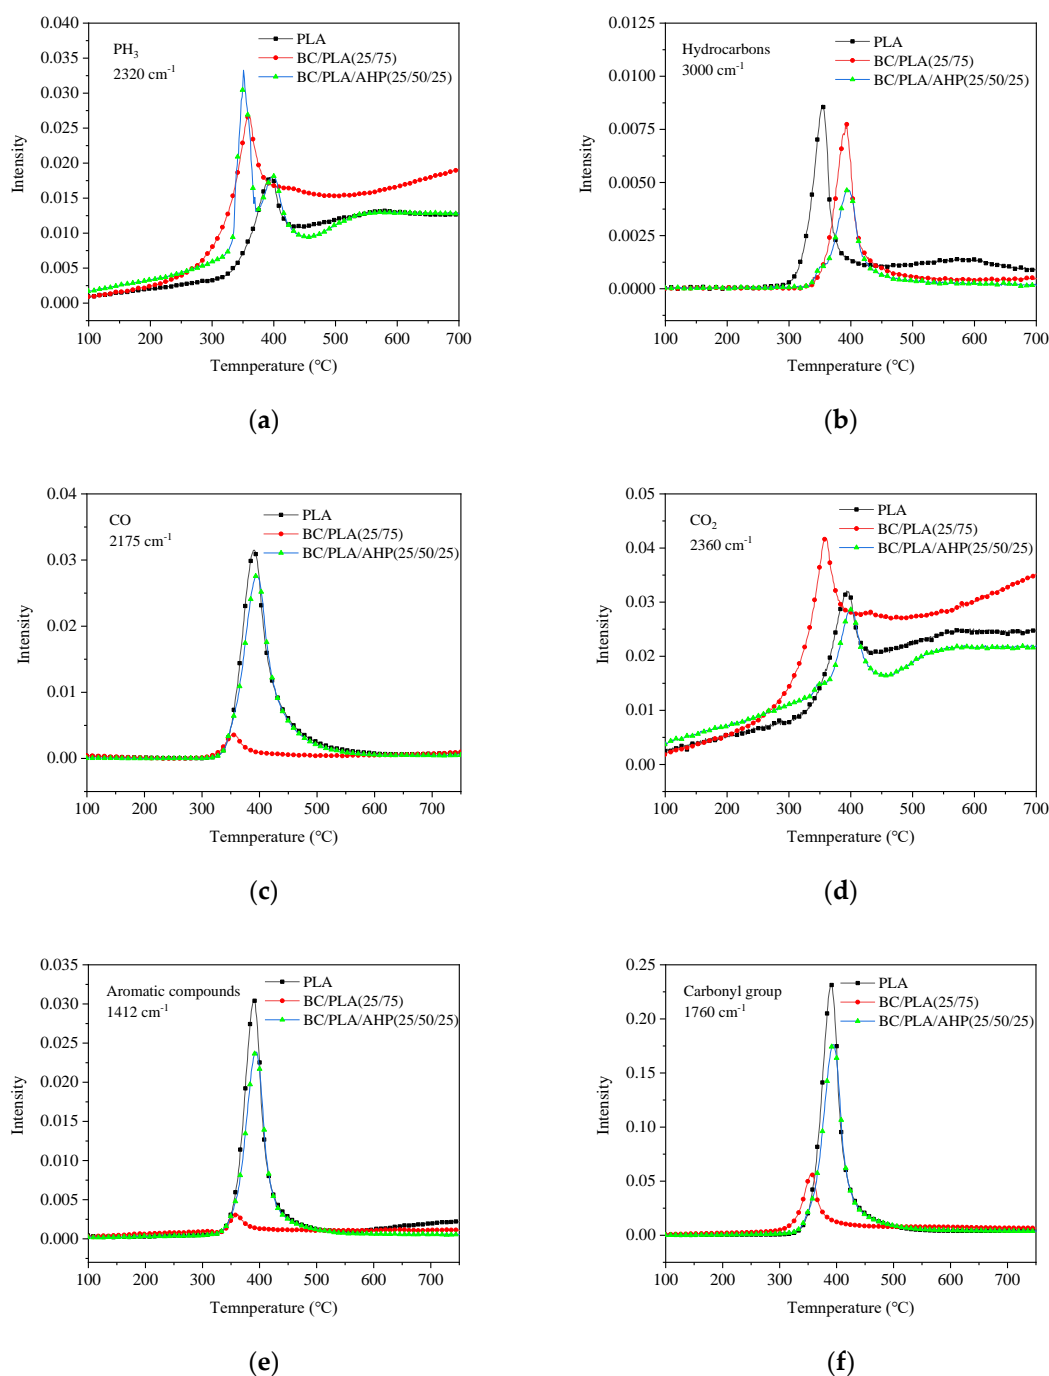 0.040
0.035
0.030
0.025
0.020
0.015
0.010
0.005
0.000
Intensity
PH3
2320 cm-1
PLA
BC/PLA(25/75)
BC/PLA/AHP(25/50/25)
100 200 300 400 500 600 700
Temnperature (℃)
(a)
0.0125
0.0100
0.0075
0.0050
0.0025
0.0000
Intensity
Hydrocarbons
3000 cm-1
PLA
BC/PLA(25/75)
BC/PLA/AHP(25/50/25)
100 200 300 400 500 600 700
Temnperature (℃)
(b)
0.04
0.03
0.02
0.01
0.00
Intensity
CO
2175 cm-1
PLA
BC/PLA(25/75)
BC/PLA/AHP(25/50/25)
100 200 300 400 500 600 700
Temnperature (℃)
(c)
0.05
0.04
0.03
0.02
0.01
0.00
Intensity
CO2
2360 cm-1
PLA
BC/PLA(25/75)
BC/PLA/AHP(25/50/25)
100 200 300 400 500 600 700
Temnperature (℃)
(d)
0.035
0.030
0.025
0.020
0.015
0.010
0.005
0.000
Intensity
Aromatic compounds
1412 cm-1
PLA
BC/PLA(25/75)
BC/PLA/AHP(25/50/25)
100 200 300 400 500 600 700
Temnperature (℃)
(e)
0.25
0.20
0.15
0.10
0.05
0.00
Intensity
Carbonyl group
1760 cm-1
PLA
BC/PLA(25/75)
BC/PLA/AHP(25/50/25)
100 200 300 400 500 600 700
Temnperature (℃)
(f)